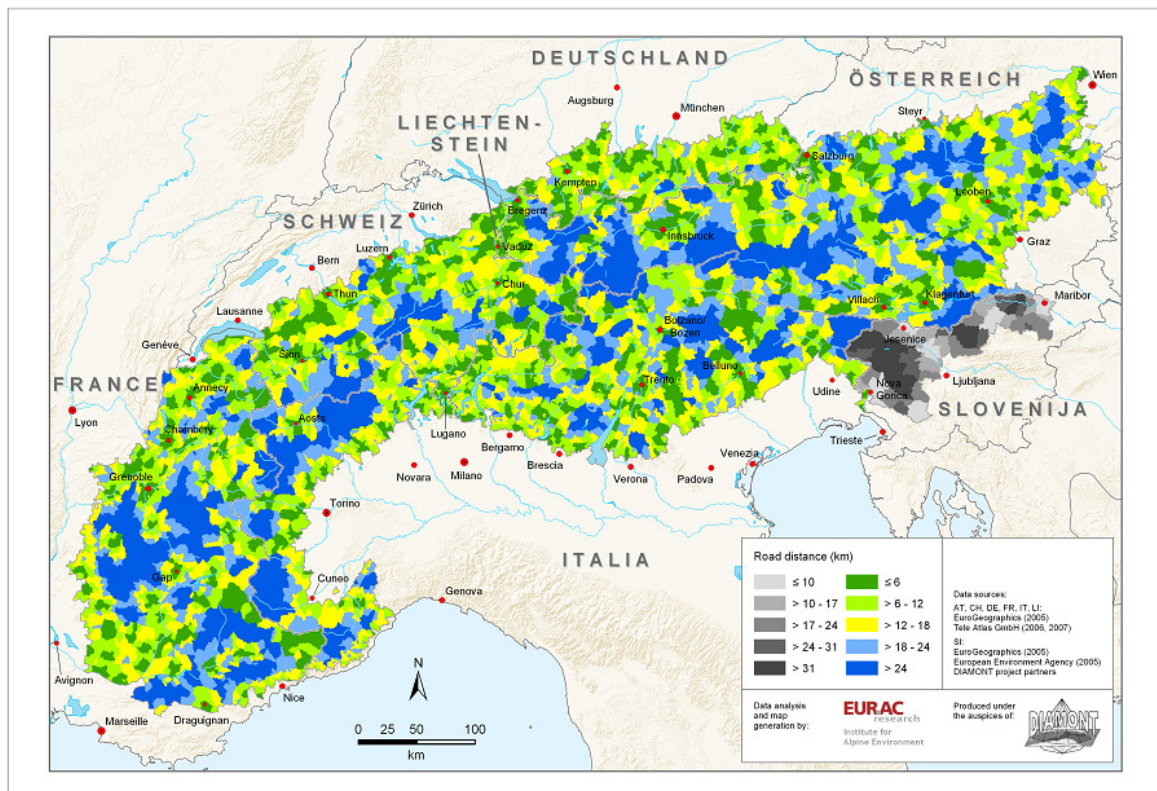 DEUTSCHLAND
ÖSTERREICH
Wien
Augsburg
München
Steyr
LIECHTEN-
STEIN
Salzburg
Kempten
Leoben
Zürich
Bregenz
SCHWEIZ
Innsbruck
Graz
Luzern
Vaduz
Bern
Chur
Thun
Villach
Klagenfurt
Maribor
Lausanne
Bolzano/
Bozen
Jesenice
Genève
Sion
Belluno
FRANCE
Annecy
Trento
Udine
Nova
Gorica
Ljubljana
Lyon
Aosta
SLOVENIJA
Chambery
Lugano
Bergamo
Trieste
Brescia
Novara
Milano
Verona
Padova
Venezia
Grenoble
Torino
ITALIA
Gap
Cuneo
Genova
Avignon
Nice
Marseille
Draguignan
N
0 25 50 100
km
Road distance (km)
≤ 10
≤ 6
> 10 - 17
> 6 - 12
> 17 - 24
> 12 - 18
> 24 - 31
> 18 - 24
> 31
> 24
Data sources:
AT, CH, DE, FR, IT, LI:
EuroGeographics (2005)
Tele Atlas GmbH (2006, 2007)
SI:
EuroGeographics (2005)
European Environment Agency (2005)
DIAMONT project partners
Data analysis
and map
generation by:
EURAC
research
Institute for
Alpine Environment
Produced under
the auspices of:
DIAMONT